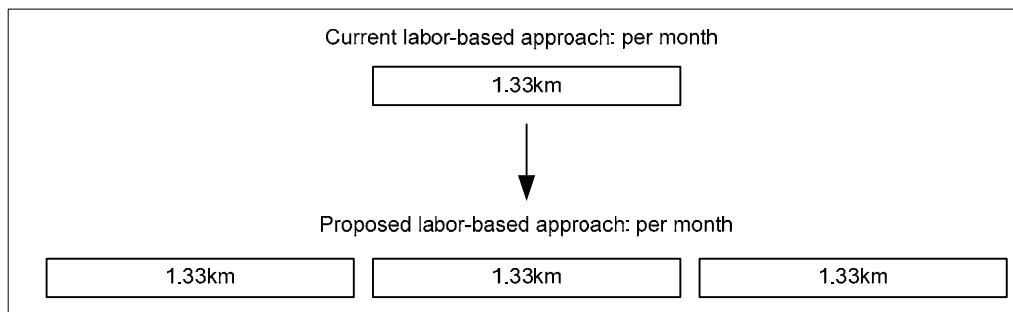 Current labor-based approach: per month
1.33km
Proposed labor-based approach: per month
1.33km 1.33km 1.33km